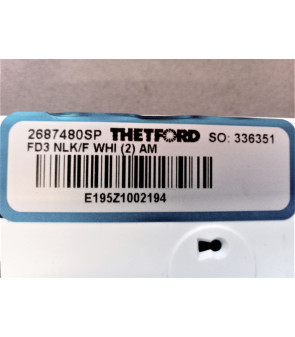 2687480SP THETFORD SO: 336351
FD3 NLK/F WHI (2) AM
E195Z1002194